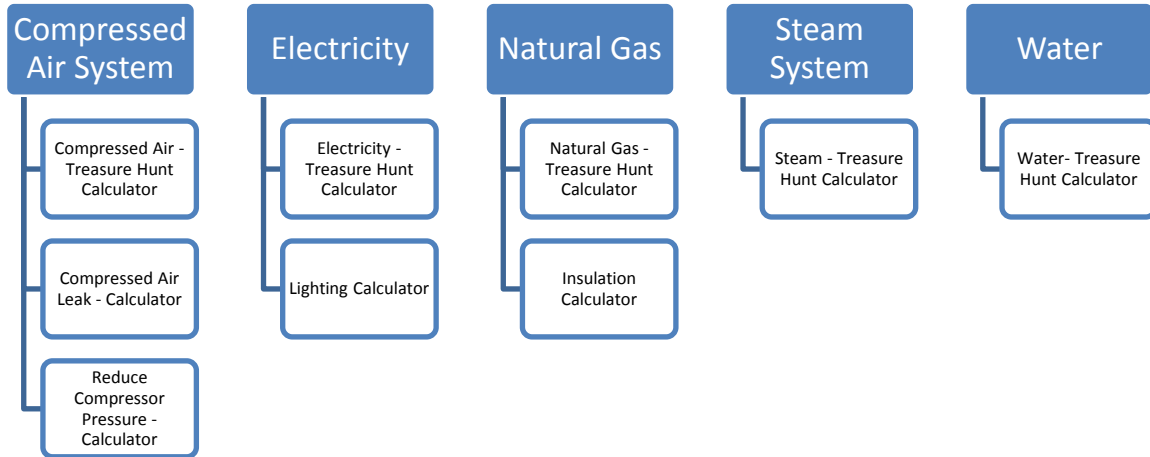 Compressed
Air System
Compressed Air -
Treasure Hunt
Calculator
Compressed Air
Leak - Calculator
Reduce
Compressor
Pressure -
Calculator
Electricity
Electricity -
Treasure Hunt
Calculator
Lighting Calculator
Natural Gas
Natural Gas -
Treasure Hunt
Calculator
Insulation
Calculator
Steam
System
Steam - Treasure
Hunt Calculator
Water
Water- Treasure
Hunt Calculator